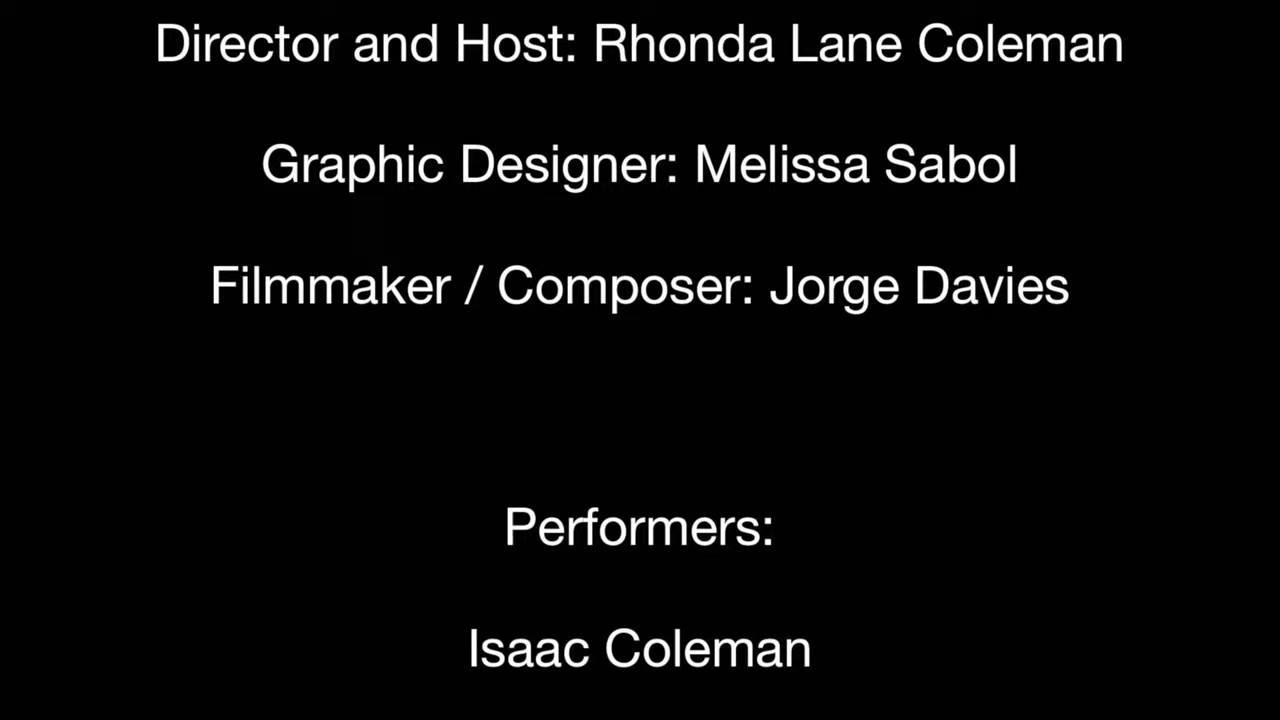 Director and Host: Rhonda Lane Coleman
Graphic Designer: Melissa Sabol
Filmmaker / Composer: Jorge Davies
Performers:
Isaac Coleman